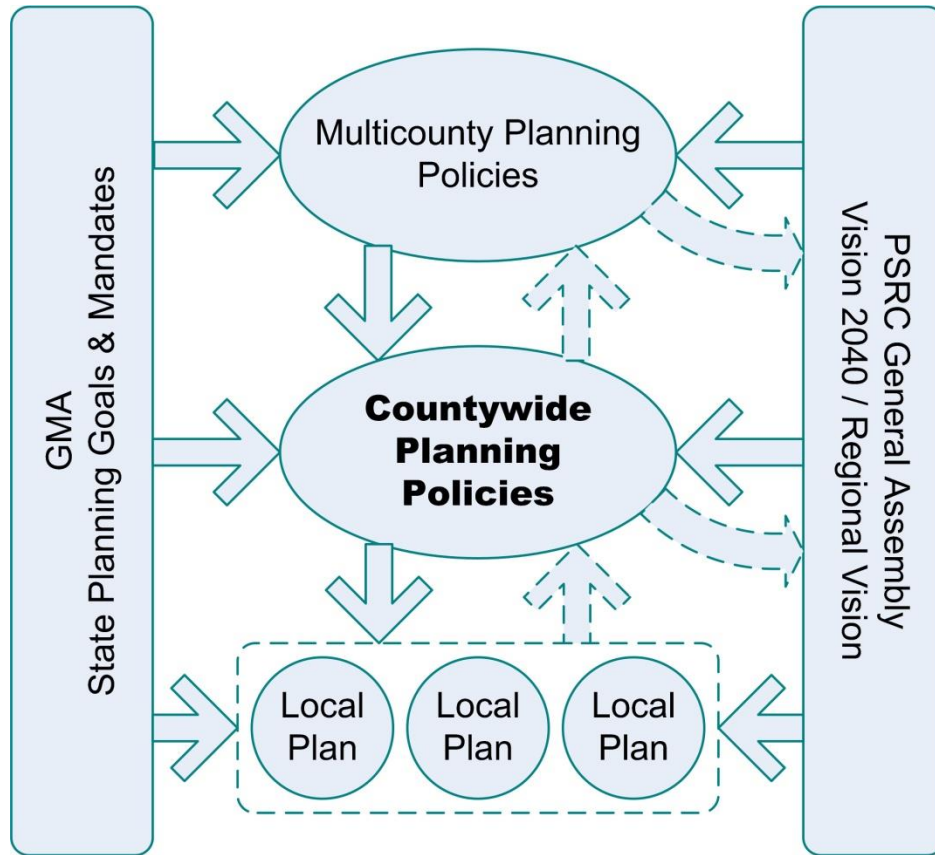 GMA
State Planning Goals & Mandates
Multicounty Planning
Policies
Countywide
Planning
Policies
Local
Plan
Local
Plan
Local
Plan
PSRC General Assembly
Vision 2040 / Regional Vision